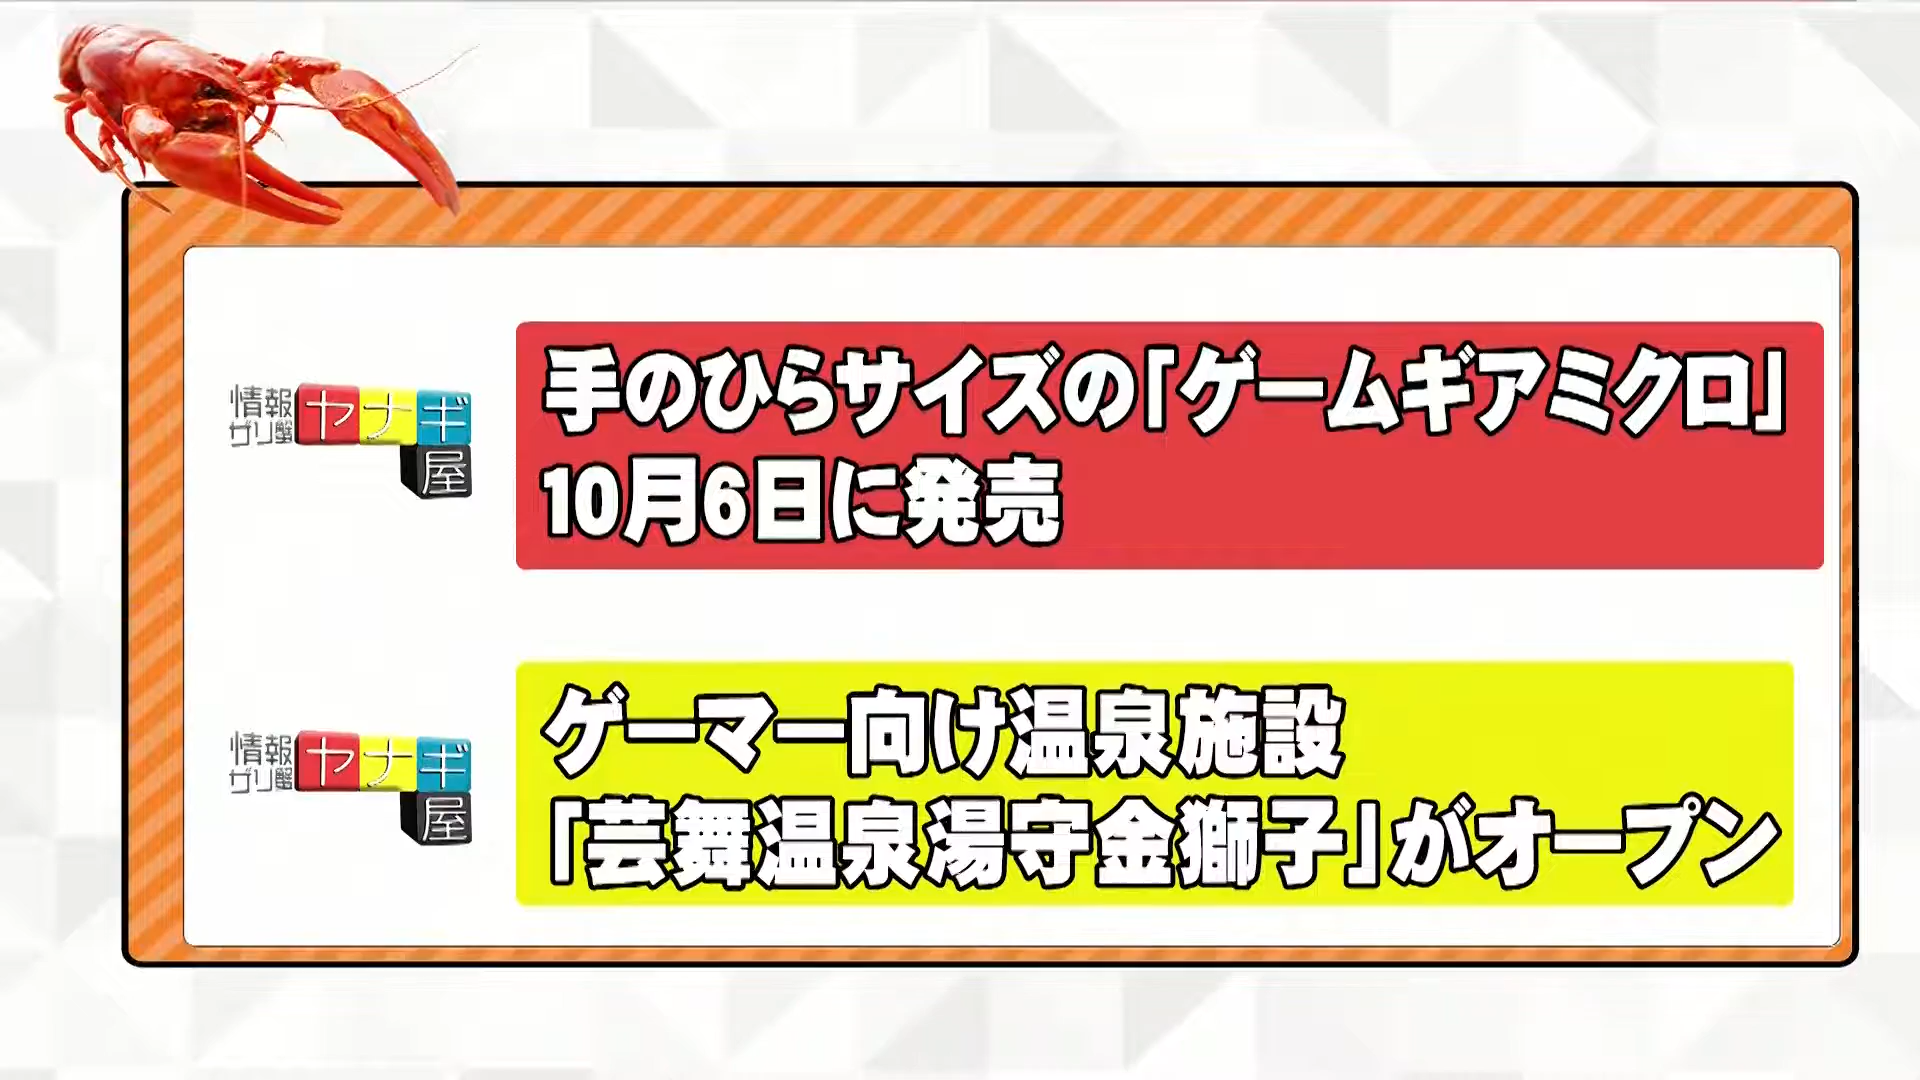 情報
ザリ蟹
ヤナギ
屋
手のひらサイズの「ゲームギアミクロ」
10月6日に発売
情報
ザリ蟹
ヤナギ
屋
ゲーマー向け温泉施設
「芸舞温泉湯守金獅子」がオープン